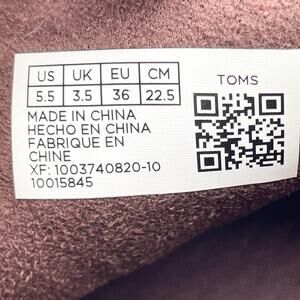 US UK EU CM TOMS
5.5 3.5 36 22.5
MADE IN CHINA
HECHO EN CHINA
FABRIQUE EN
CHINE
XF: 1003740820-10
10015845